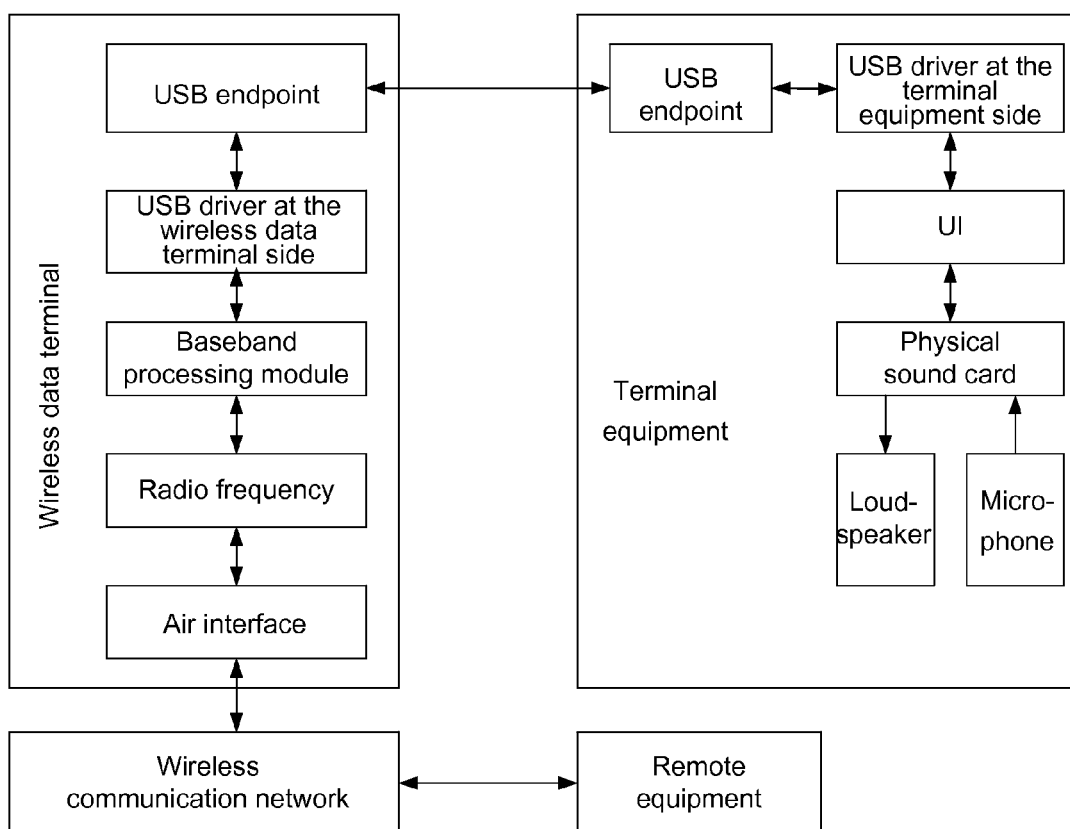 Wireless data terminal
USB endpoint
USB driver at the
wireless data
terminal side
Baseband
processing module
Radio frequency
Air interface
USB
endpoint
USB driver at the
terminal
equipment side
UI
Physical
sound card
Terminal
equipment
Loud-
speaker
Micro-
phone
Wireless
communication network
Remote
equipment